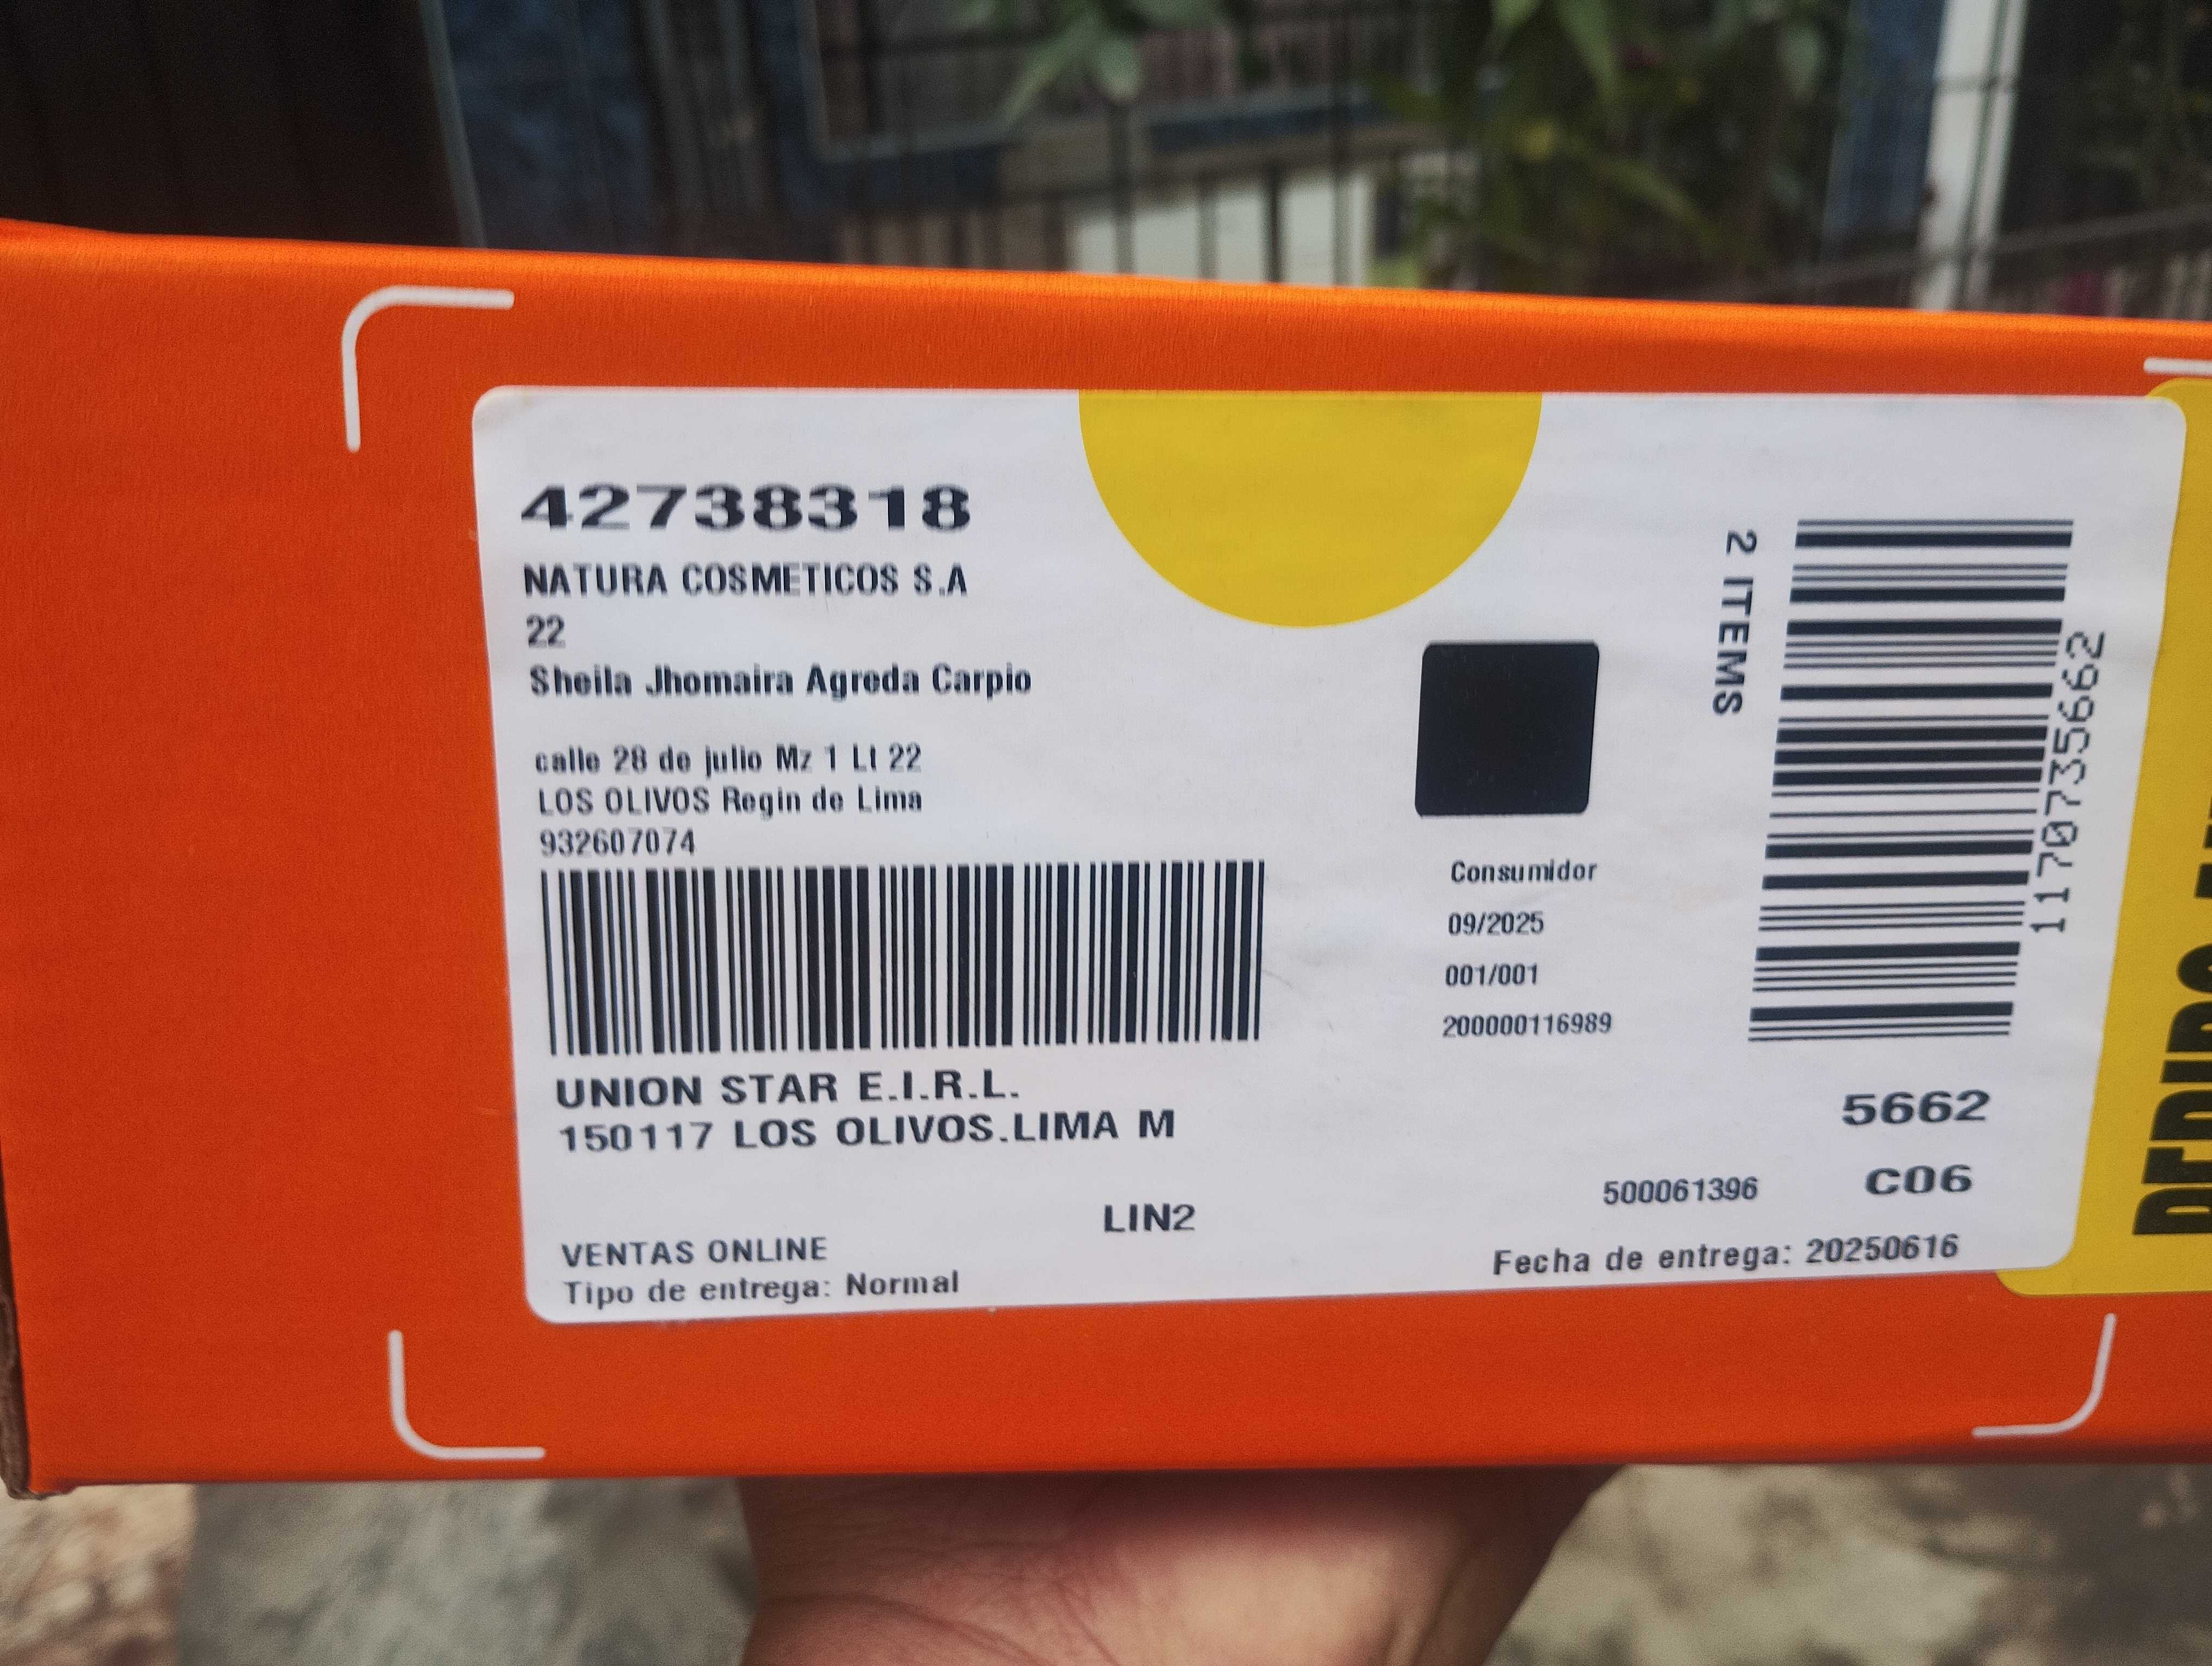 42738318
NATURA COSMETICOS S.A
22
Sheila Jhomaira Agreda Carpio
calle 28 de julio Mz 1 Lt 22
LOS OLIVOS Regin de Lima
932607074
UNION STAR E.I.R.L.
150117 LOS OLIVOS.LIMA M
LIN2
VENTAS ONLINE
Tipo de entrega: Normal
Consumidor
09/2025
001/001
200000116989
2 ITEMS
1170735662
5662
C06
500061396
Fecha de entrega: 20250616